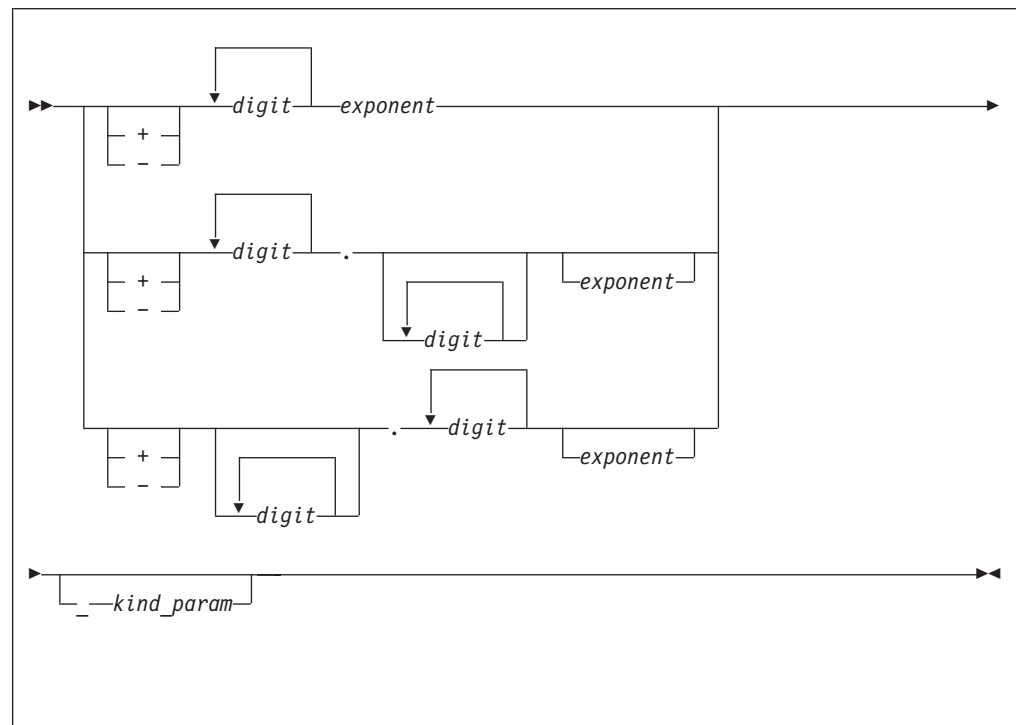 digit exponent
+
−
digit .
+ exponent
−
digit
. digit
+ exponent
−
digit
_ kind_param